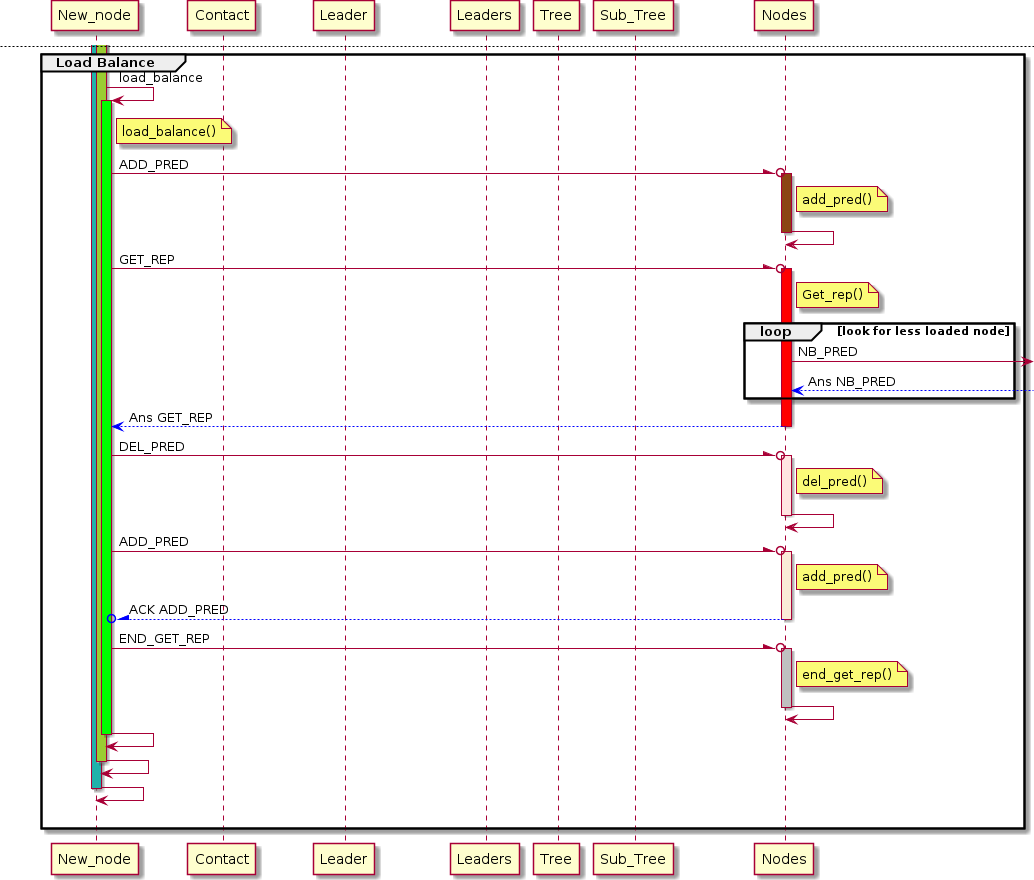 New_node Contact Leader Leaders Tree Sub_Tree Nodes
Load Balance
load_balance
load_balance()
ADD_PRED
add_pred()
GET_REP
Get_rep()
loop [look for less loaded node]
NB_PRED
Ans NB_PRED
Ans GET_REP
DEL_PRED
del_pred()
ADD_PRED
add_pred()
ACK ADD_PRED
END_GET_REP
end_get_rep()
New_node Contact Leader Leaders Tree Sub_Tree Nodes